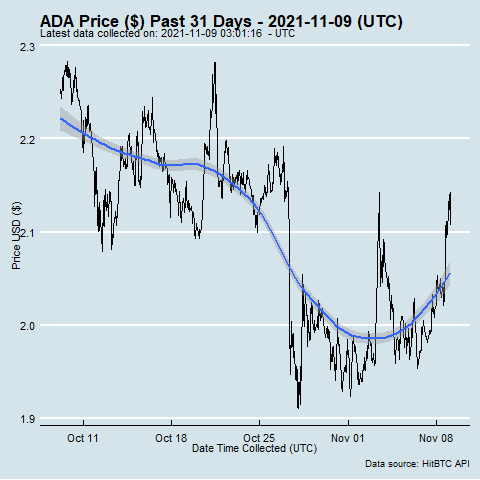 ADA Price ($) Past 31 Days - 2021-11-09 (UTC)
Latest data collected on: 2021-11-09 03:01:16  - UTC
2.3
2.2
2.1
2.0
1.9
Price USD ($)
Oct 11 Oct 18 Oct 25 Nov 01 Nov 08
Date Time Collected (UTC)
Data source: HitBTC API